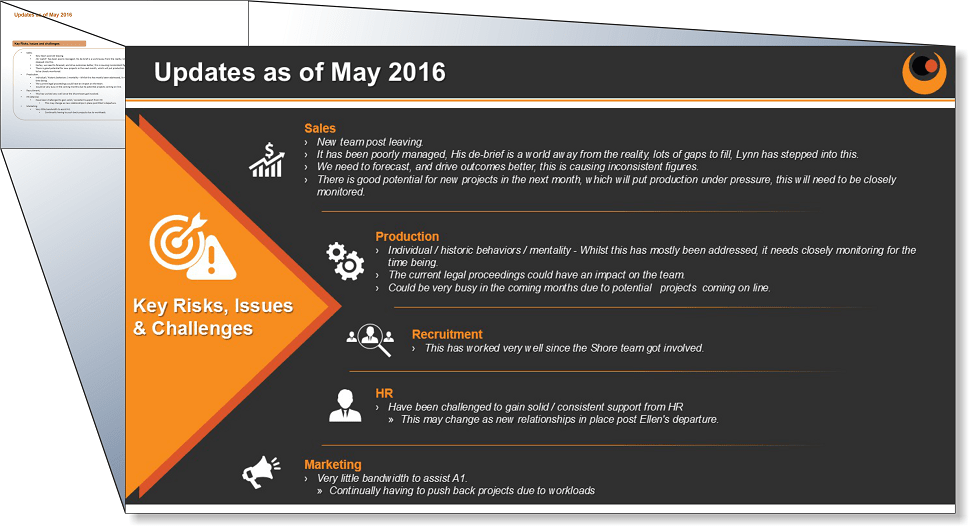 Updates as of May 2016
Key Risks, Issues and challenges
Updates as of May 2016
Key Risks, Issues
& Challenges
Sales
› New team post leaving.
› It has been poorly managed, His de-brief is a world away from the reality, lots of gaps to fill, Lynn has stepped into this.
› We need to forecast, and drive outcomes better, this is causing inconsistent figures.
› There is good potential for new projects in the next month, which will put production under pressure, this will need to be closely
monitored.
Production
› Individual / historic behaviors / mentality - Whilst this has mostly been addressed, it needs closely monitoring for the
time being.
› The current legal proceedings could have an impact on the team.
› Could be very busy in the coming months due to potential projects coming on line.
Recruitment
› This has worked very well since the Shore team got involved.
HR
› Have been challenged to gain solid / consistent support from HR
» This may change as new relationships in place post Ellen's departure.
Marketing
› Very little bandwidth to assist A1.
» Continually having to push back projects due to workloads